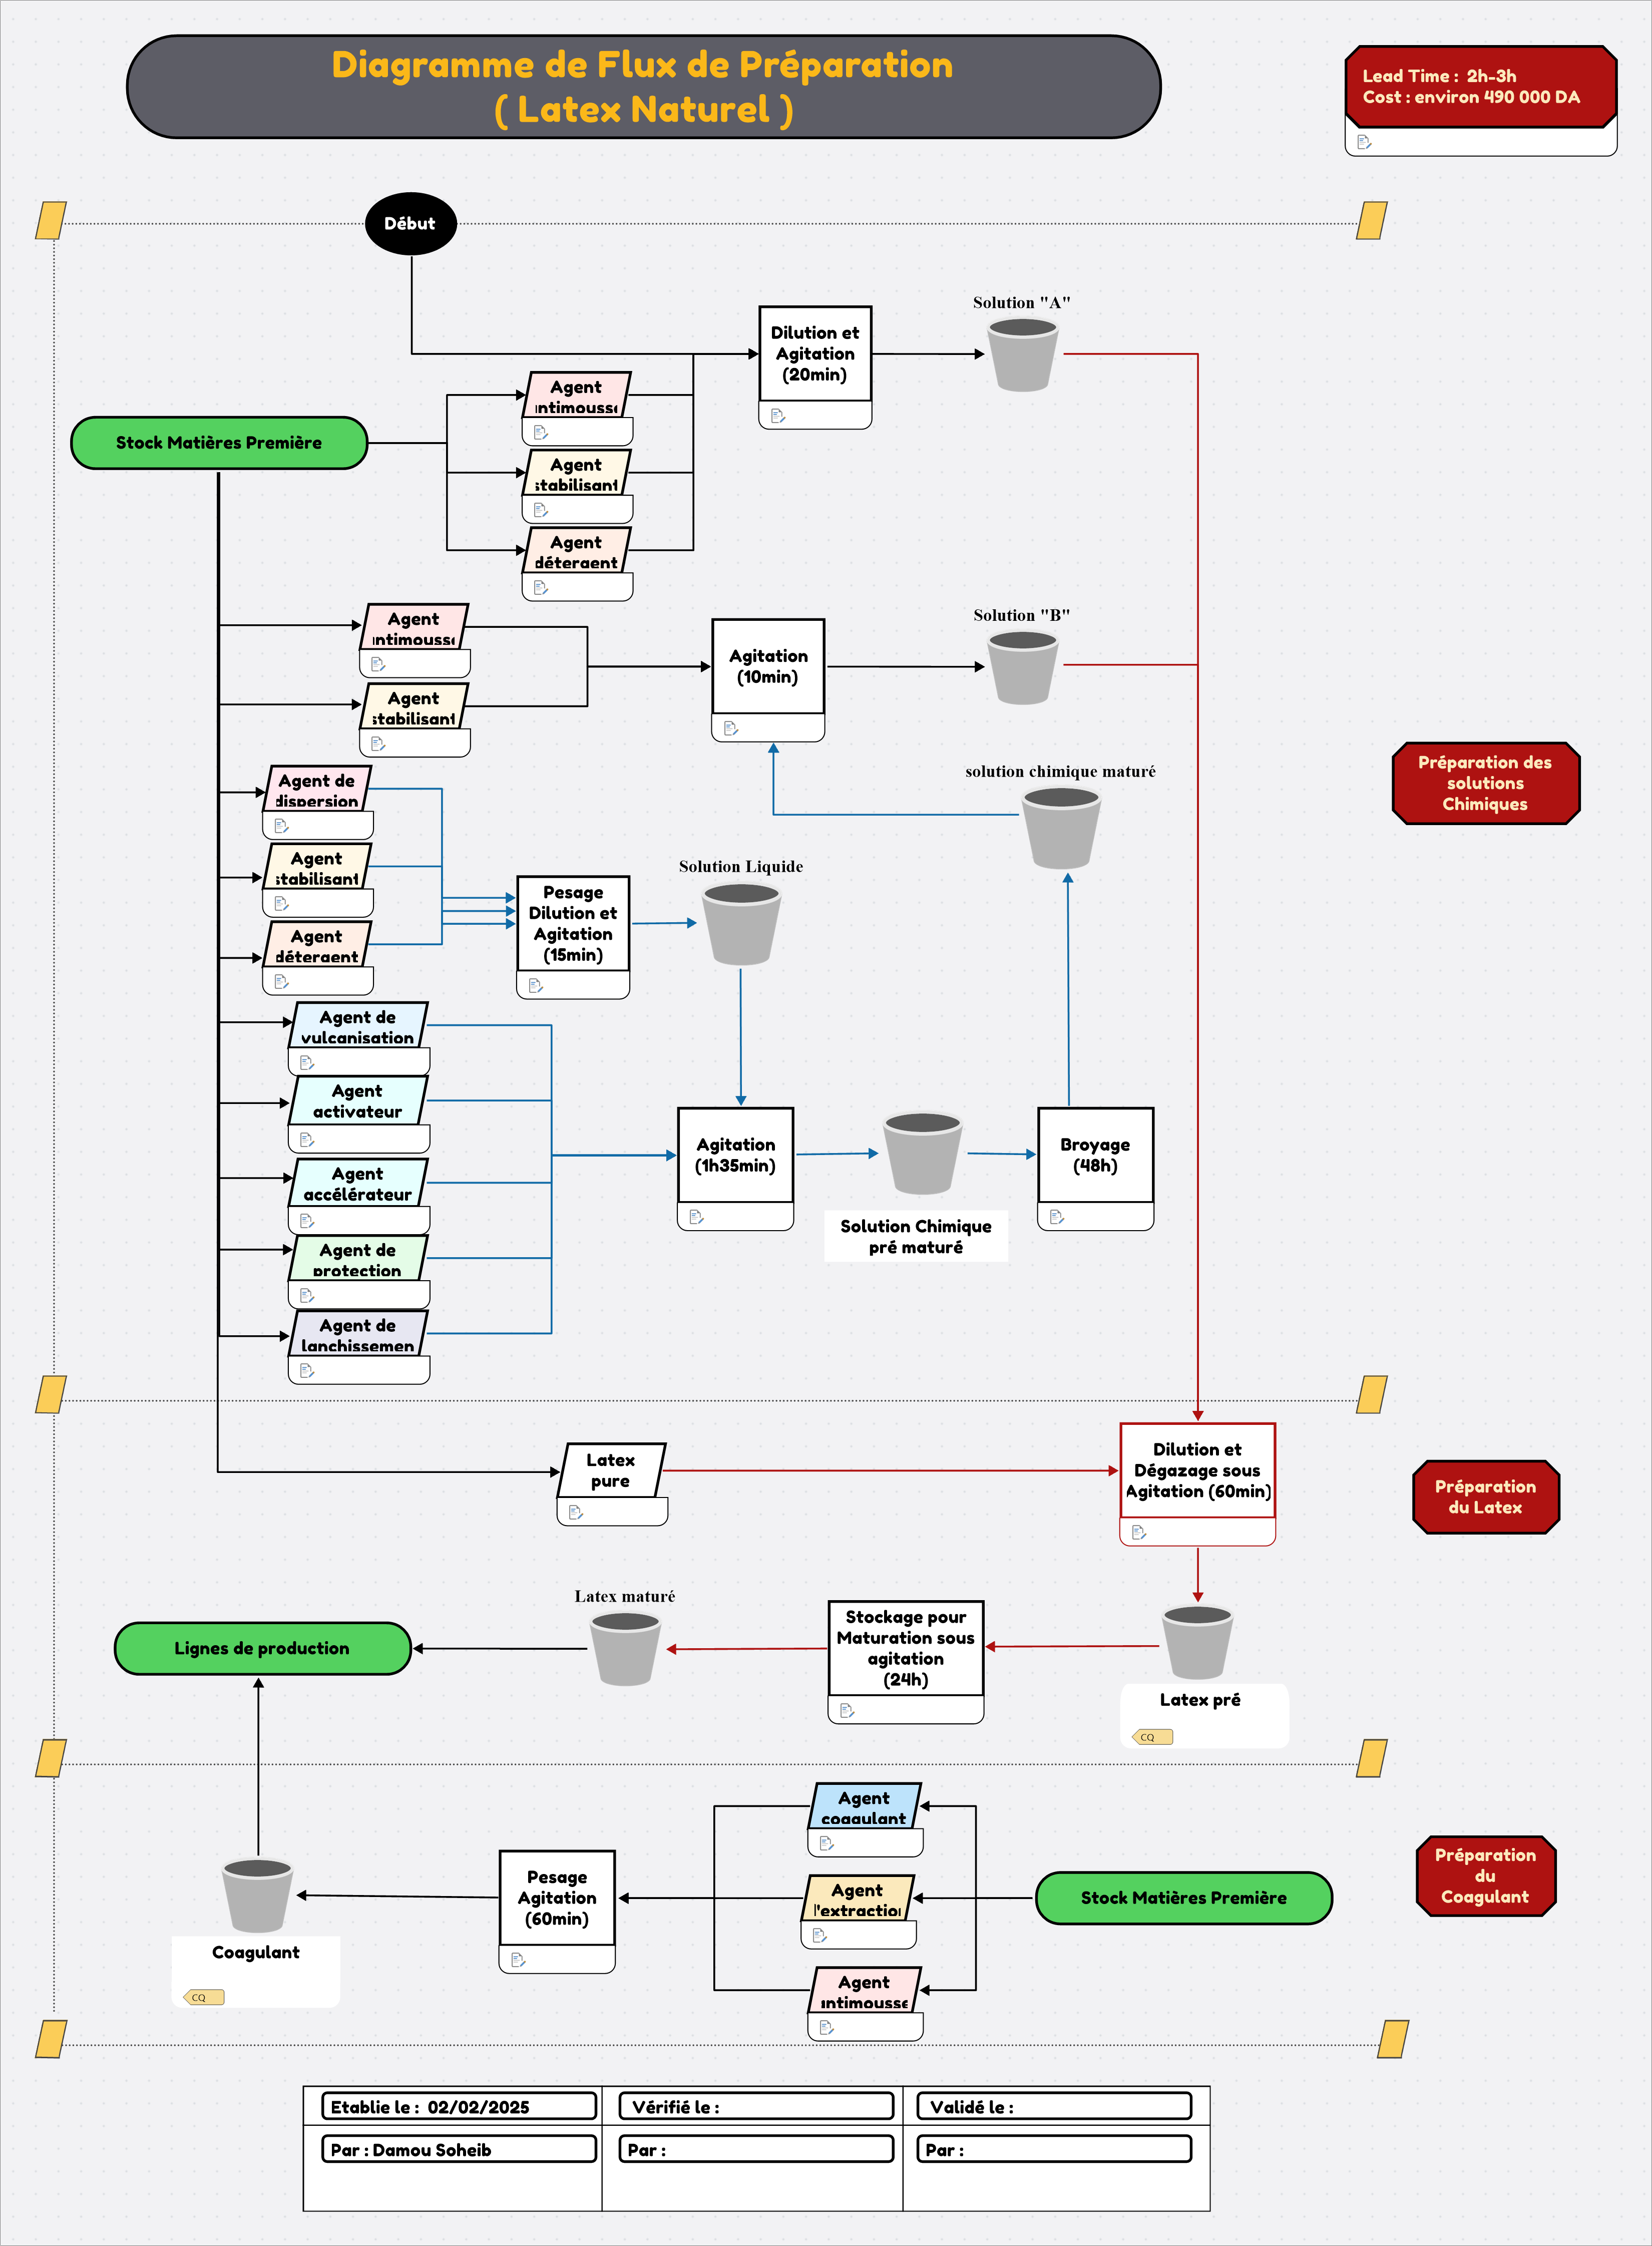 Diagramme de Flux de Préparation
( Latex Naturel )
Lead Time : 2h-3h
Cost : environ 490 000 DA
Début
Solution "A"
Dilution et
Agitation
(20min)
Agent
ntimousse
Stock Matières Première
Agent
stabilisant
Agent
détergent
Solution "B"
Agent
ntimousse
Agitation
(10min)
Agent
stabilisant
Préparation des
solutions
Chimiques
solution chimique maturé
Agent de
dispersion
Agent
stabilisant
Solution Liquide
Pesage
Dilution et
Agitation
(15min)
Agent
détergent
Agent de
vulcanisation
Agent
activateur
Agitation
(1h35min)
Broyage
(48h)
Agent
accélérateur
Solution Chimique
pré maturé
Agent de
protection
Agent de
lanchissemen
Latex
pure
Dilution et
Dégazage sous
Agitation (60min)
Préparation
du Latex
Latex maturé
Stockage pour
Maturation sous
agitation
(24h)
Lignes de production
Latex pré
CQ
Agent
coagulant
Préparation
du
Coagulant
Pesage
Agitation
(60min)
Agent
l'extraction
Stock Matières Première
Coagulant
CQ
Agent
ntimousse
Etablie le : 02/02/2025
Vérifié le :
Validé le :
Par : Damou Soheib
Par :
Par :